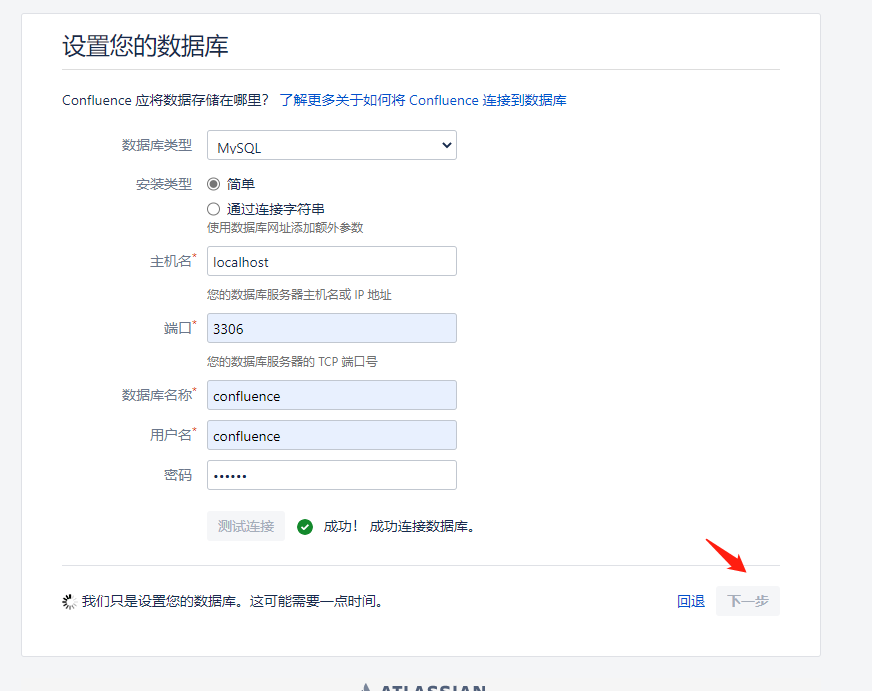 设置您的数据库
Confluence 应将数据存储在哪里？ 了解更多关于如何将 Confluence 连接到数据库
数据库类型 MySQL
安装类型 简单
通过连接字符串
使用数据库网址添加额外参数
主机名* localhost
您的数据库服务器主机名或 IP 地址
端口* 3306
您的数据库服务器的 TCP 端口号
数据库名称* confluence
用户名* confluence
密码 ••••••
测试连接 成功！ 成功连接数据库。
我们只是设置您的数据库。这可能需要一点时间。 回退 下一步
ATLASSIAN